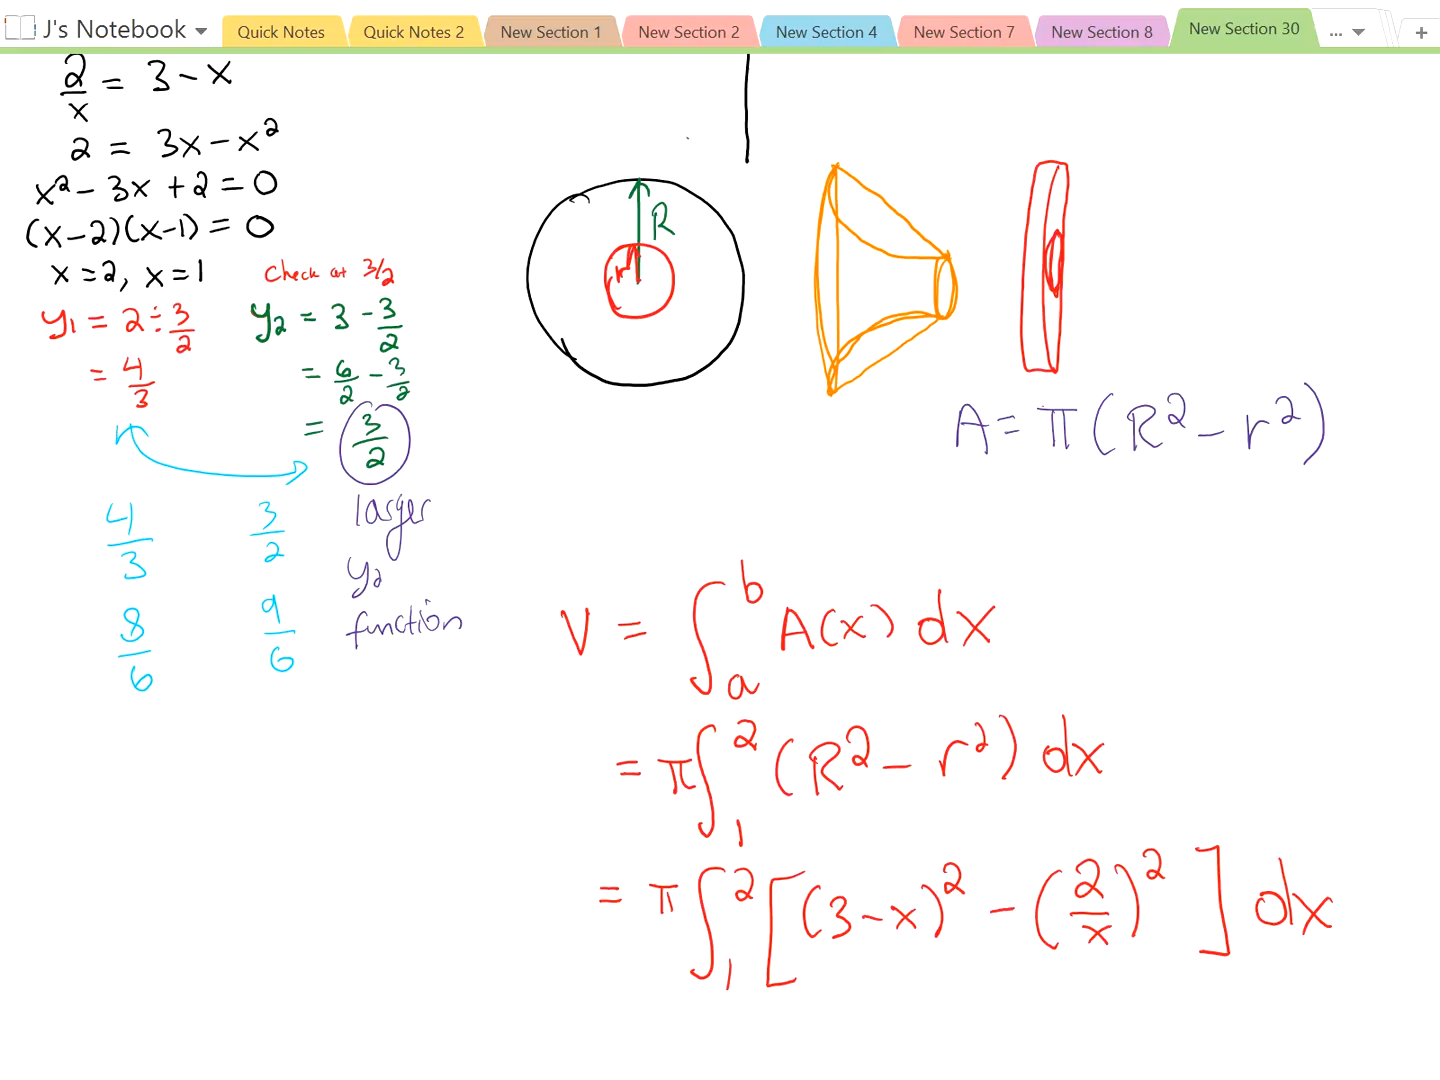 J's Notebook
Quick Notes
Quick Notes 2
New Section 1
New Section 2
New Section 4
New Section 7
New Section 8
New Section 30
...
+
2/x = 3 - x
2 = 3x - x²
x² - 3x + 2 = 0
(x-2)(x-1) = 0
x = 2, x = 1
Check at 3/2
y₁ = 2 ÷ 3/2
= 4/3
y₂ = 3 - 3/2
= 6/2 - 3/2
= 3/2
4/3 3/2
8/6 9/6
larger
y₂
function
R
r
A = π(R² - r²)
V = ∫ₐᵇ A(x) dx
= π∫₁² (R² - r²) dx
= π∫₁² [(3-x)² - (2/x)²] dx